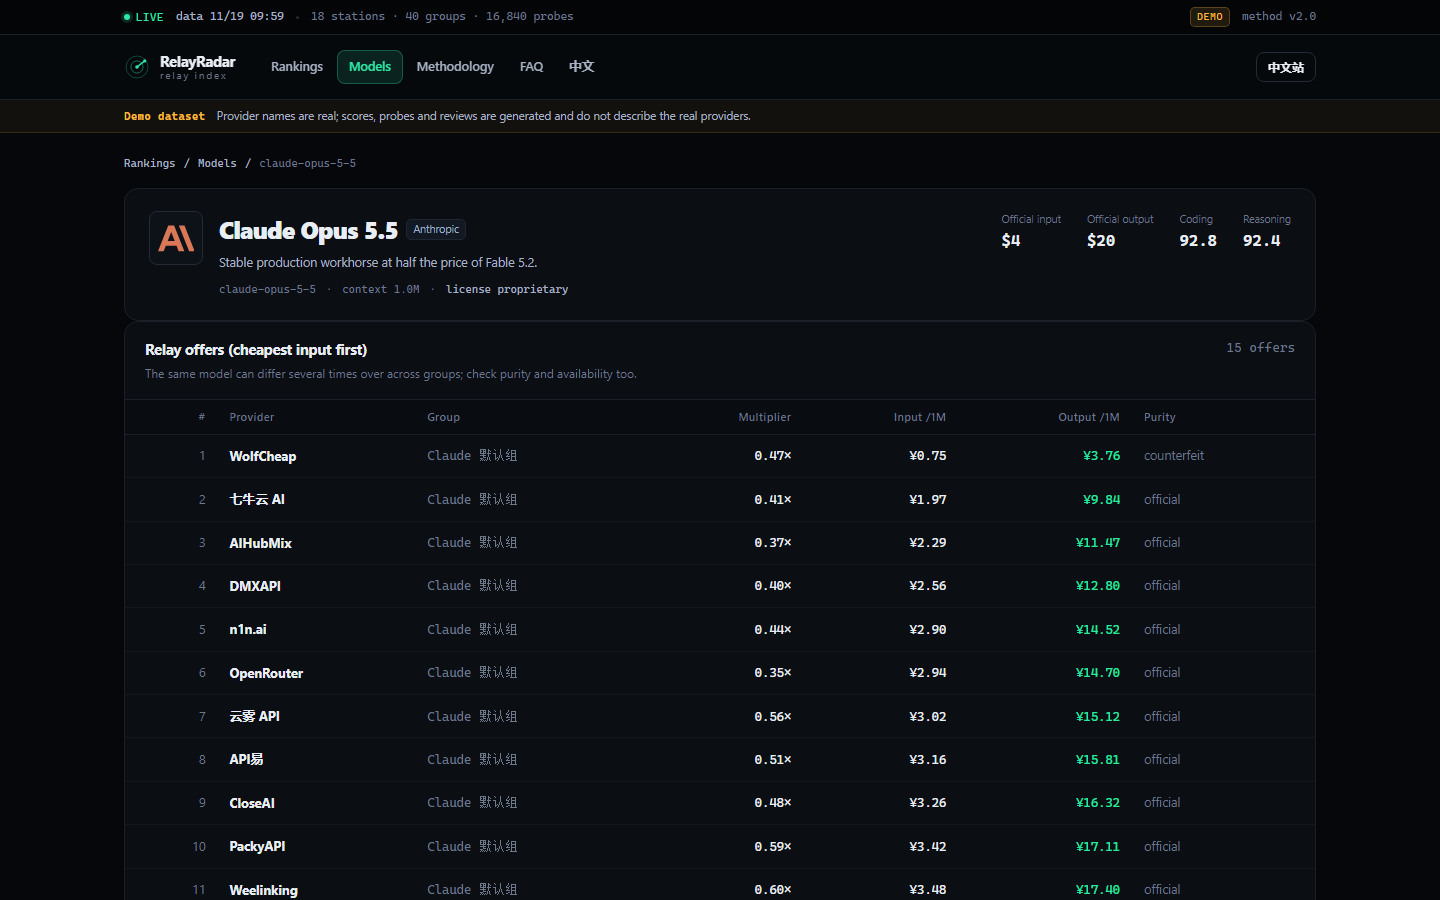 LIVE data 11/19 09:59 · 18 stations · 40 groups · 16,840 probes DEMO method v2.0
RelayRadar
relay index
Rankings Models Methodology FAQ 中文 中文站
Demo dataset Provider names are real; scores, probes and reviews are generated and do not describe the real providers.
Rankings / Models / claude-opus-5-5
Claude Opus 5.5 Anthropic
Stable production workhorse at half the price of Fable 5.2.
claude-opus-5-5 · context 1.0M · license proprietary
Official input Official output Coding Reasoning
$4 $20 92.8 92.4
Relay offers (cheapest input first) 15 offers
The same model can differ several times over across groups; check purity and availability too.
# Provider Group Multiplier Input /1M Output /1M Purity
1 WolfCheap Claude 默认组 0.47× ¥0.75 ¥3.76 counterfeit
2 七牛云 AI Claude 默认组 0.41× ¥1.97 ¥9.84 official
3 AIHubMix Claude 默认组 0.37× ¥2.29 ¥11.47 official
4 DMXAPI Claude 默认组 0.40× ¥2.56 ¥12.80 official
5 n1n.ai Claude 默认组 0.44× ¥2.90 ¥14.52 official
6 OpenRouter Claude 默认组 0.35× ¥2.94 ¥14.70 official
7 云雾 API Claude 默认组 0.56× ¥3.02 ¥15.12 official
8 API易 Claude 默认组 0.51× ¥3.16 ¥15.81 official
9 CloseAI Claude 默认组 0.48× ¥3.26 ¥16.32 official
10 PackyAPI Claude 默认组 0.59× ¥3.42 ¥17.11 official
11 Weelinking Claude 默认组 0.60× ¥3.48 ¥17.40 official